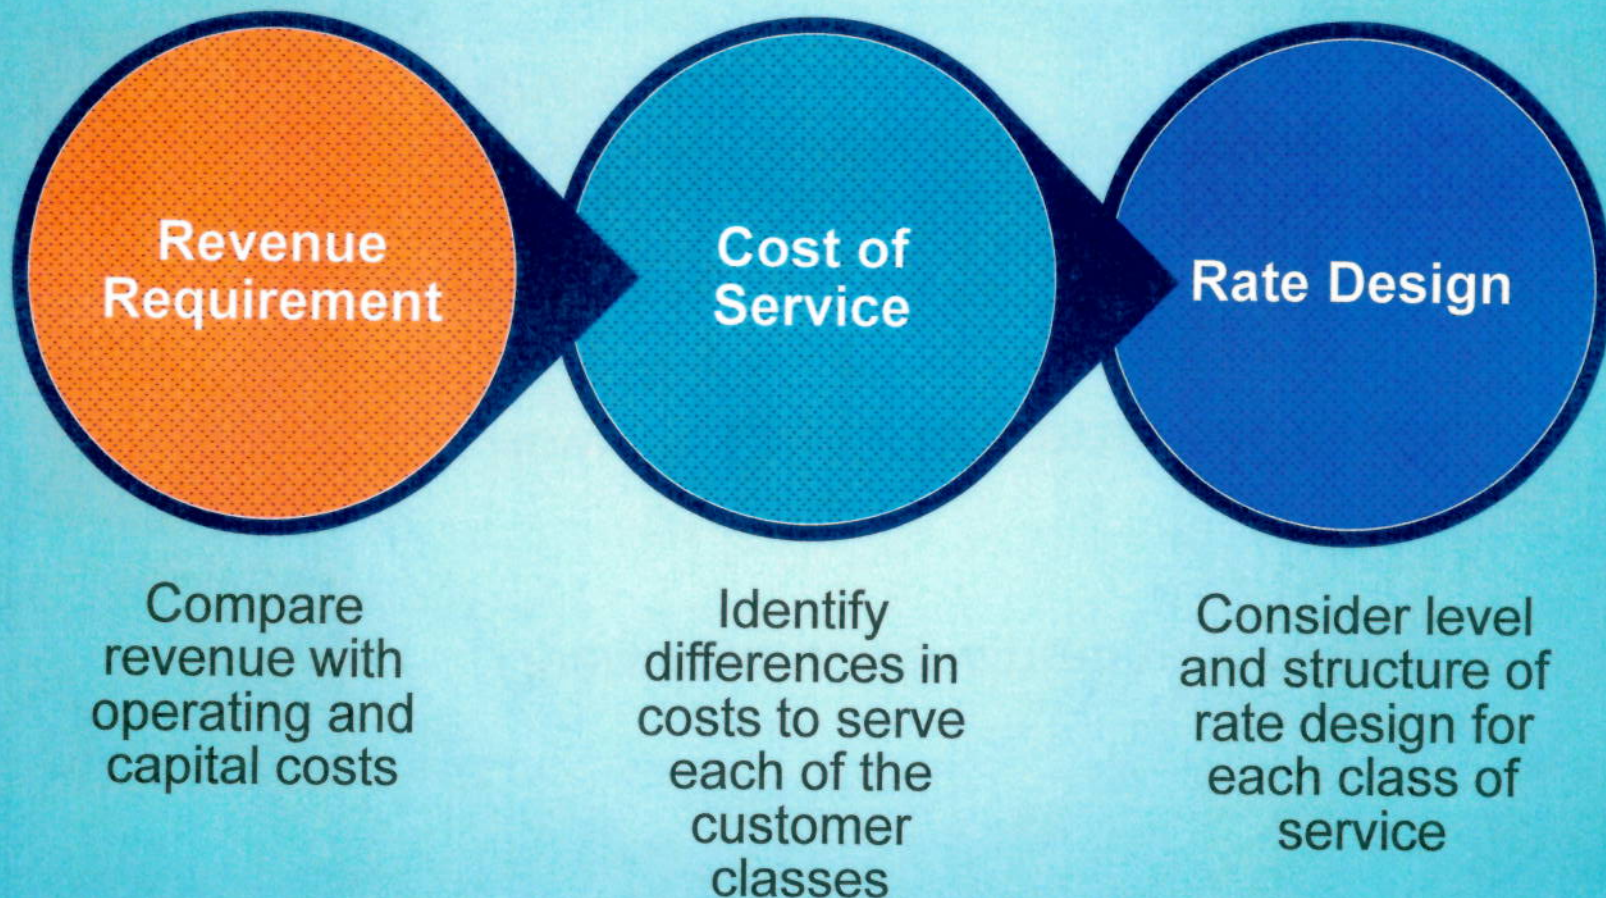 Revenue
Requirement
Cost of
Service
Rate Design
Compare
revenue with
operating and
capital costs
Identify
differences in
costs to serve
each of the
customer
classes
Consider level
and structure of
rate design for
each class of
service